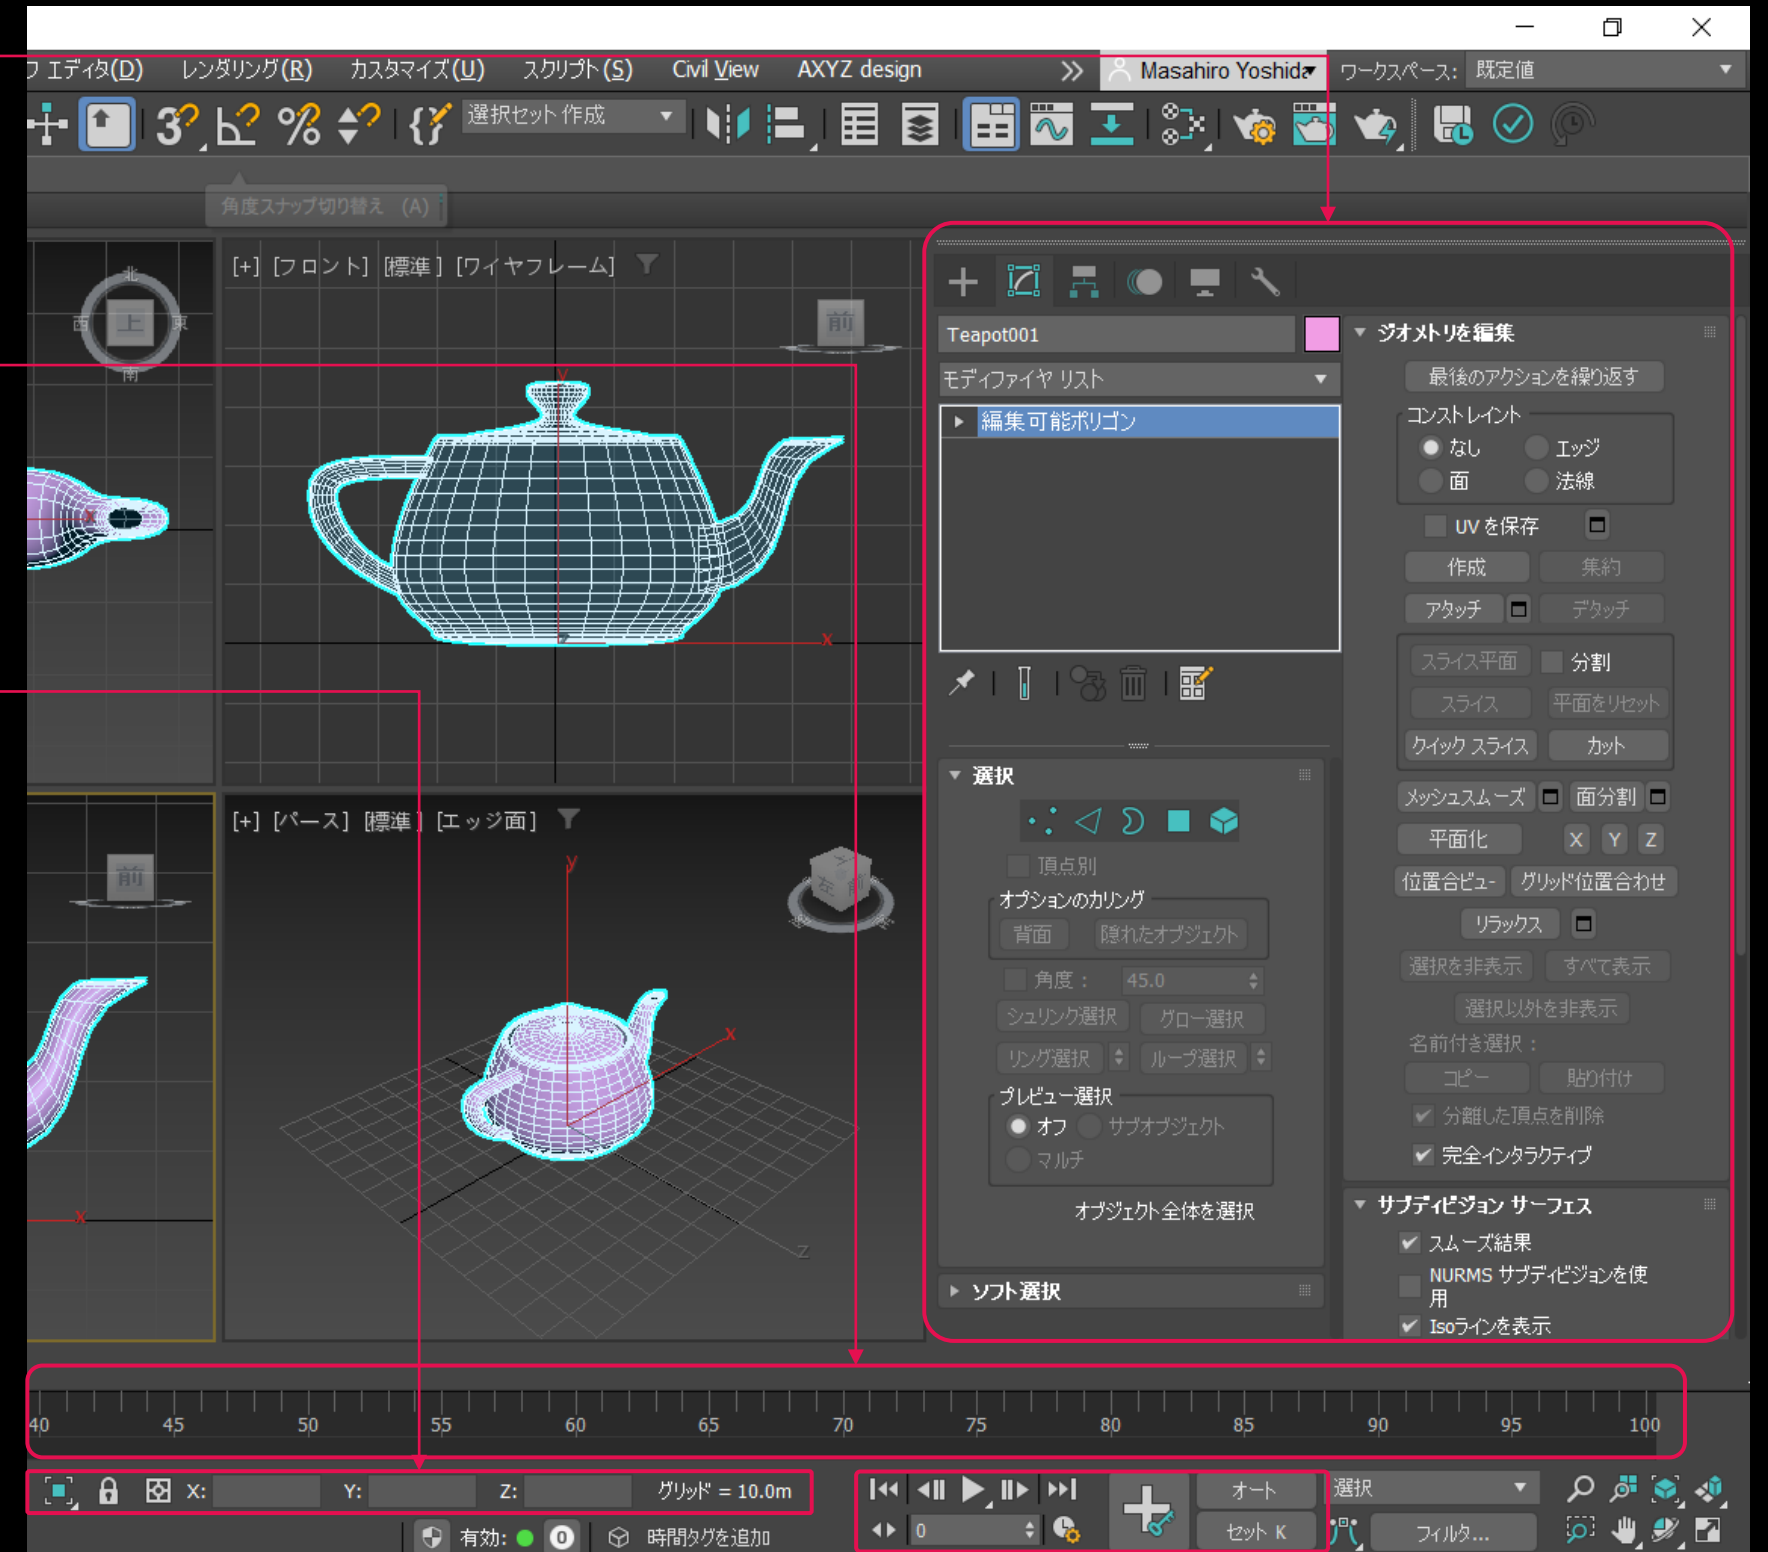 フ エディタ(D) レンダリング(R) カスタマイズ(U) スクリプト(S) Civil View AXYZ design Masahiro Yoshida ワークスペース: 既定値
選択セット作成
角度スナップ切り替え (A)
[+] [フロント] [標準] [ワイヤフレーム]
北
西 上 東
南
前
y
x
z
x
Teapot001
モディファイヤ リスト
編集可能ポリゴン
選択
頂点別
オプションのカリング
背面 隠れたオブジェクト
角度: 45.0
シュリンク選択 グロー選択
リング選択 ループ選択
プレビュー選択
オフ サブオブジェクト
マルチ
オブジェクト全体を選択
ソフト選択
ジオメトリを編集
最後のアクションを繰り返す
コンストレイント
なし エッジ
面 法線
UV を保存
作成 集約
アタッチ デタッチ
スライス平面 分割
スライス 平面をリセット
クイック スライス カット
メッシュスムーズ 面分割
平面化 X Y Z
位置合ビュー グリッド位置合わせ
リラックス
選択を非表示 すべて表示
選択以外を非表示
名前付き選択:
コピー 貼り付け
分離した頂点を削除
完全インタラクティブ
サブディビジョン サーフェス
スムーズ結果
NURMS サブディビジョンを使
用
Isoラインを表示
[+] [パース] [標準] [エッジ面]
前
左 前
y
x
z
x
40 45 50 55 60 65 70 75 80 85 90 95 100
X: Y: Z: グリッド = 10.0m
オート 選択
有効: 0 時間タグを追加
0 セット K フィルタ...